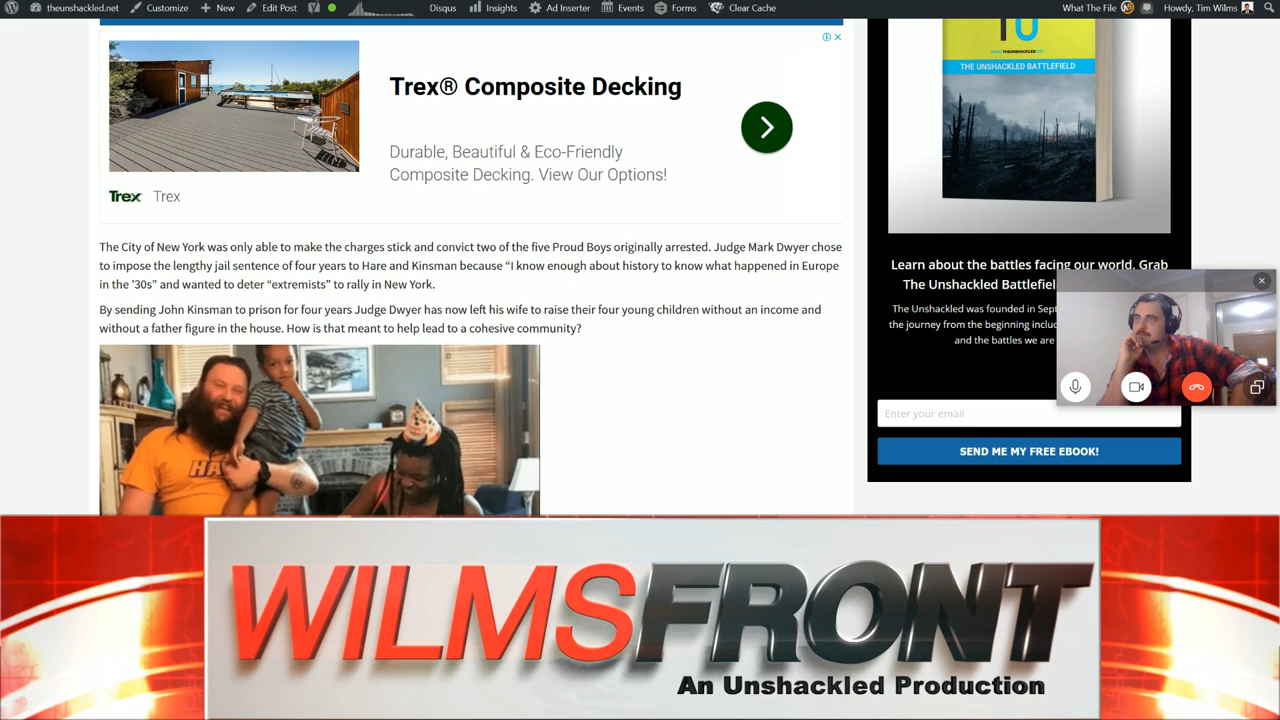 theunshackled.net Customize New Edit Post Disqus Insights Ad Inserter Events Forms Clear Cache What The File Howdy, Tim Wilms
Trex® Composite Decking
Durable, Beautiful & Eco-Friendly
Composite Decking. View Our Options!
Trex Trex
The City of New York was only able to make the charges stick and convict two of the five Proud Boys originally arrested. Judge Mark Dwyer chose
to impose the lengthy jail sentence of four years to Hare and Kinsman because “I know enough about history to know what happened in Europe
in the ’30s” and wanted to deter “extremists” to rally in New York.
By sending John Kinsman to prison for four years Judge Dwyer has now left his wife to raise their four young children without an income and
without a father figure in the house. How is that meant to help lead to a cohesive community?
HA
THE UNSHACKLED BATTLEFIELD
Learn about the battles facing our world. Grab
The Unshackled Battlefield
The Unshackled was founded in Sept
the journey from the beginning inclu
and the battles we are
Enter your email
SEND ME MY FREE EBOOK!
WILMSFRONT
An Unshackled Production